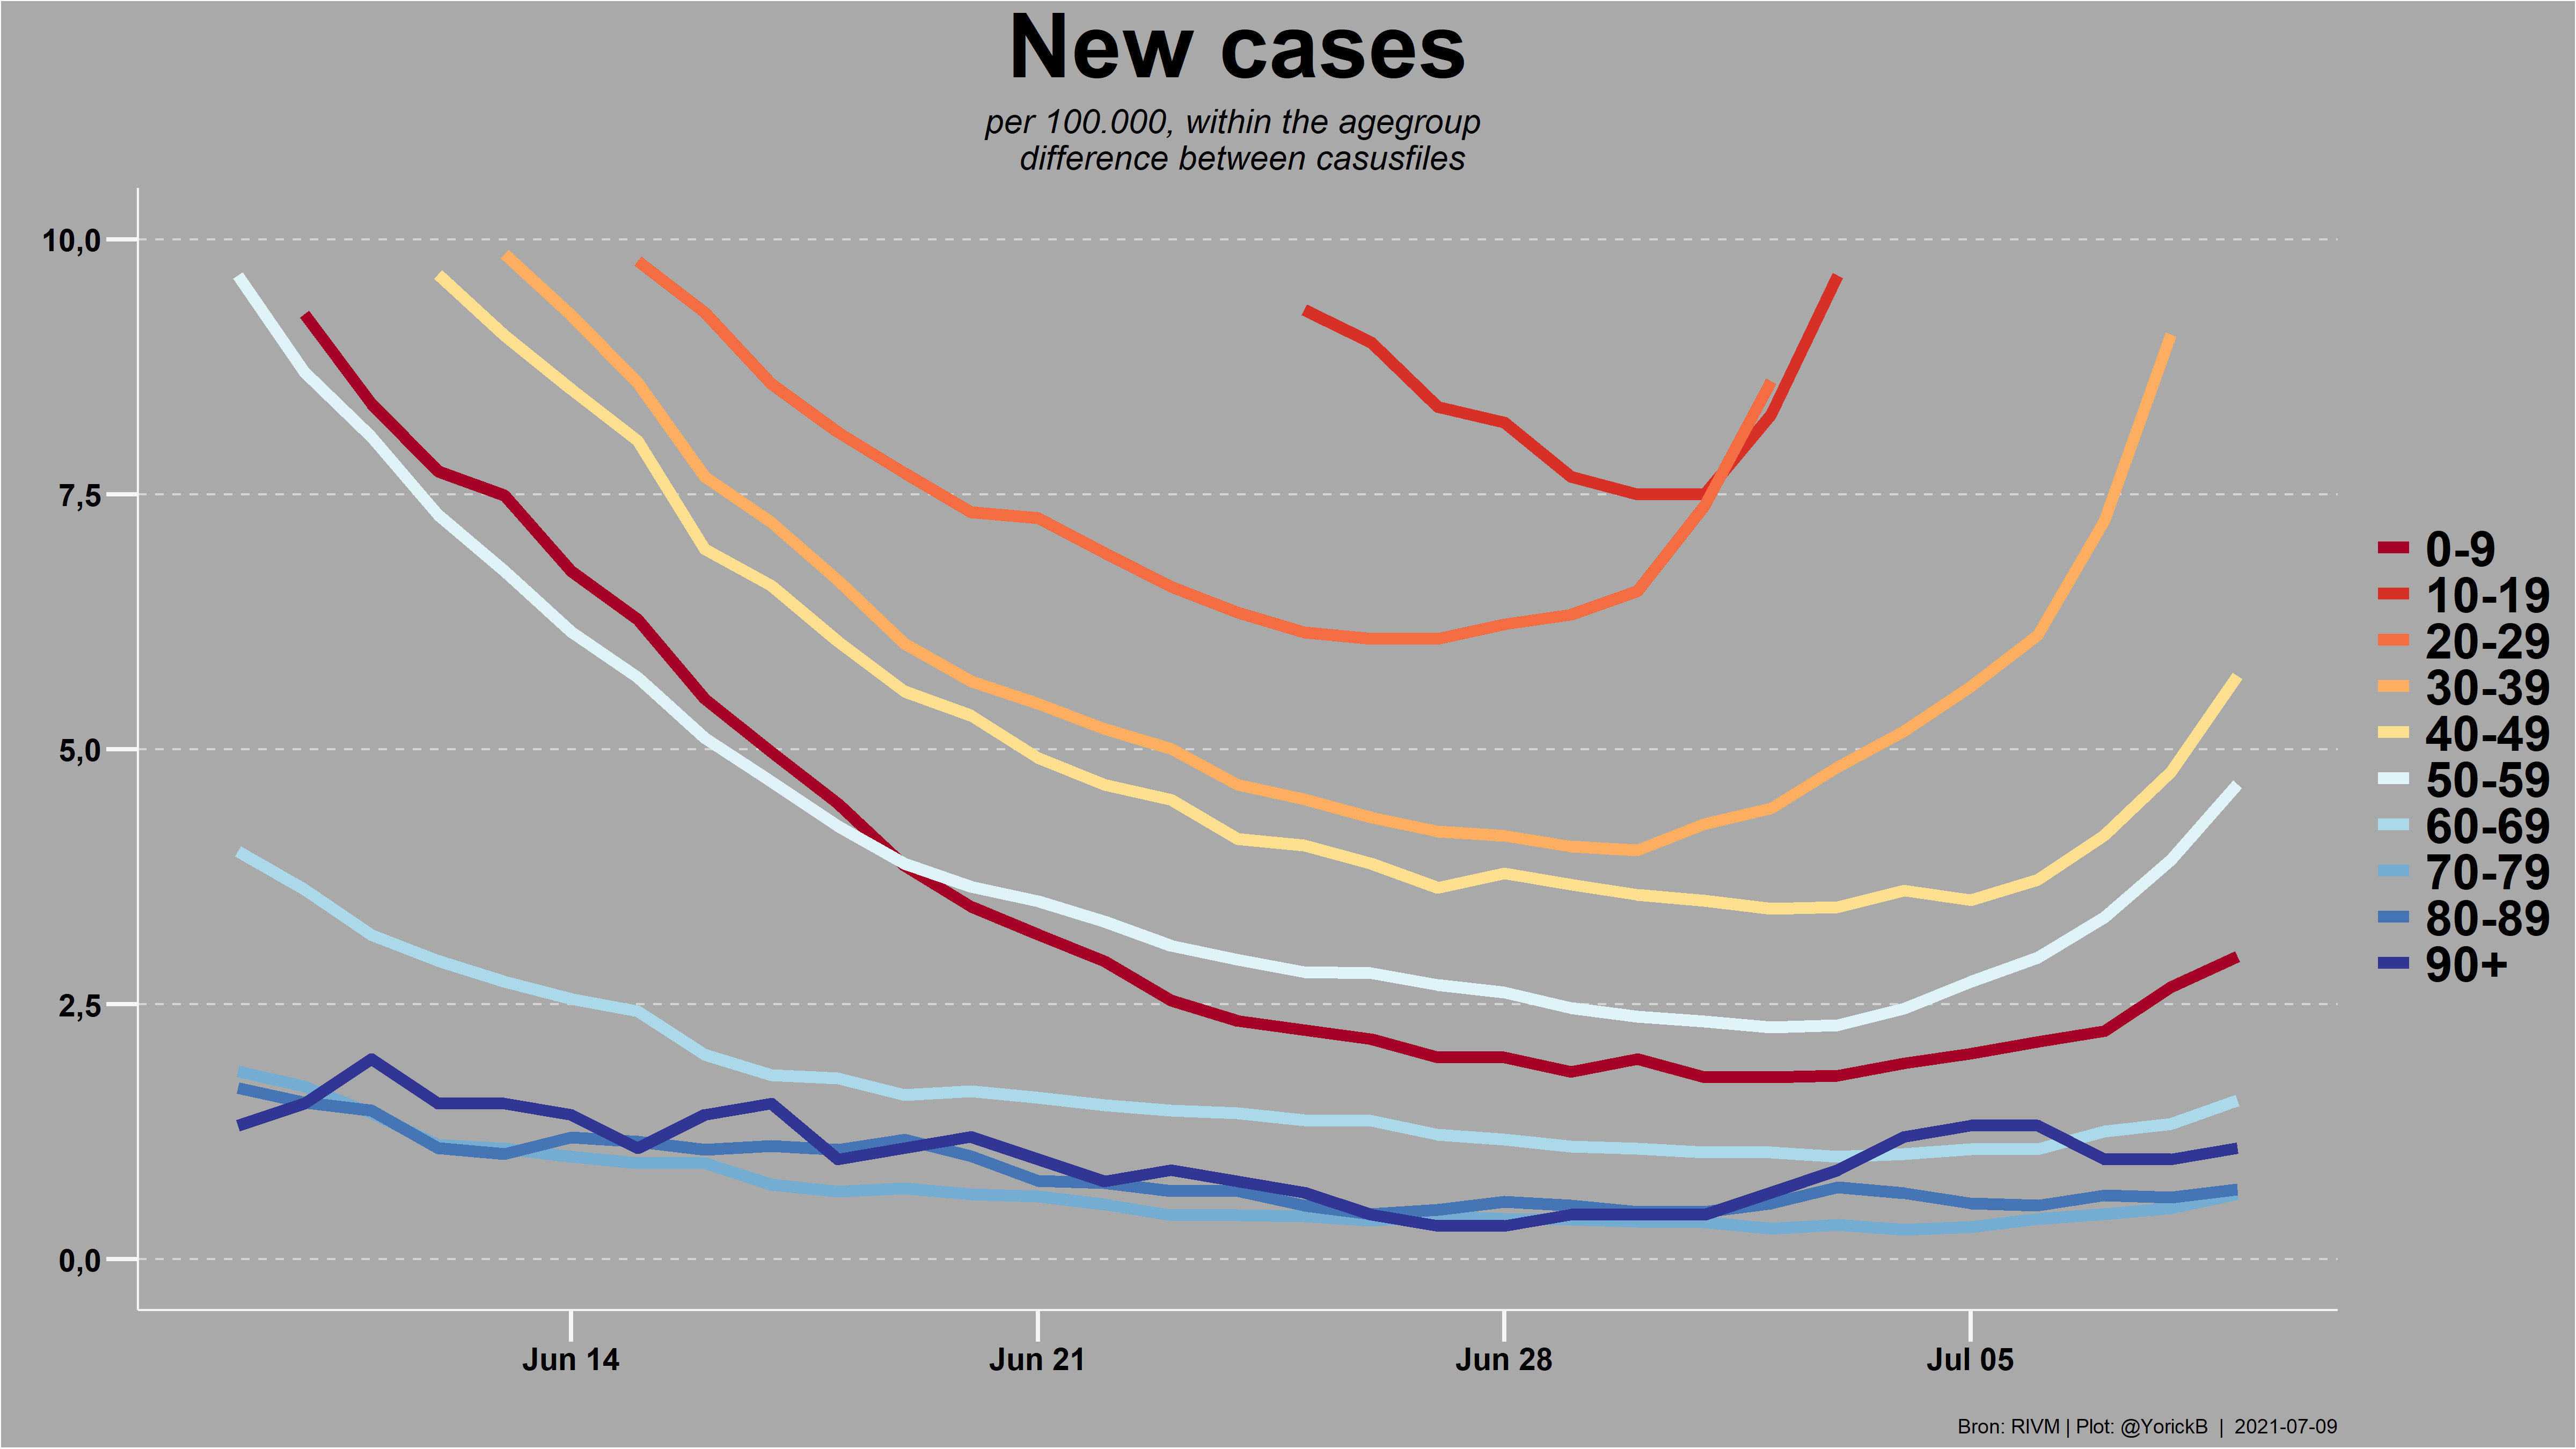 New cases
per 100.000, within the agegroup
difference between casusfiles
10,0
7,5
5,0
2,5
0,0
Jun 14
Jun 21
Jun 28
Jul 05
0-9
10-19
20-29
30-39
40-49
50-59
60-69
70-79
80-89
90+
Bron: RIVM | Plot: @YorickB | 2021-07-09